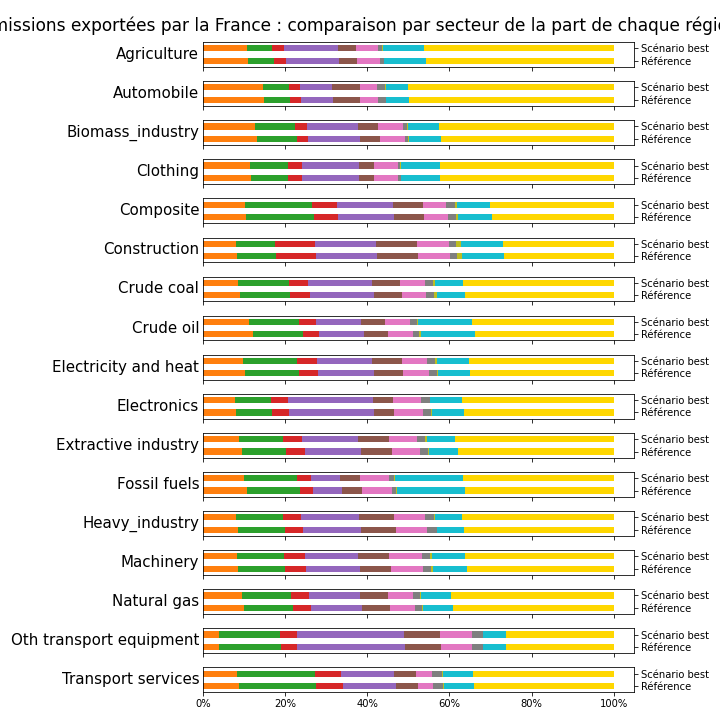 émissions exportées par la France : comparaison par secteur de la part de chaque
Agriculture
Scénario best
Référence
Automobile
Scénario best
Référence
Biomass_industry
Scénario best
Référence
Clothing
Scénario best
Référence
Composite
Scénario best
Référence
Construction
Scénario best
Référence
Crude coal
Scénario best
Référence
Crude oil
Scénario best
Référence
Electricity and heat
Scénario best
Référence
Electronics
Scénario best
Référence
Extractive industry
Scénario best
Référence
Fossil fuels
Scénario best
Référence
Heavy_industry
Scénario best
Référence
Machinery
Scénario best
Référence
Natural gas
Scénario best
Référence
Oth transport equipment
Scénario best
Référence
Transport services
Scénario best
Référence
0% 20% 40% 60% 80% 100%